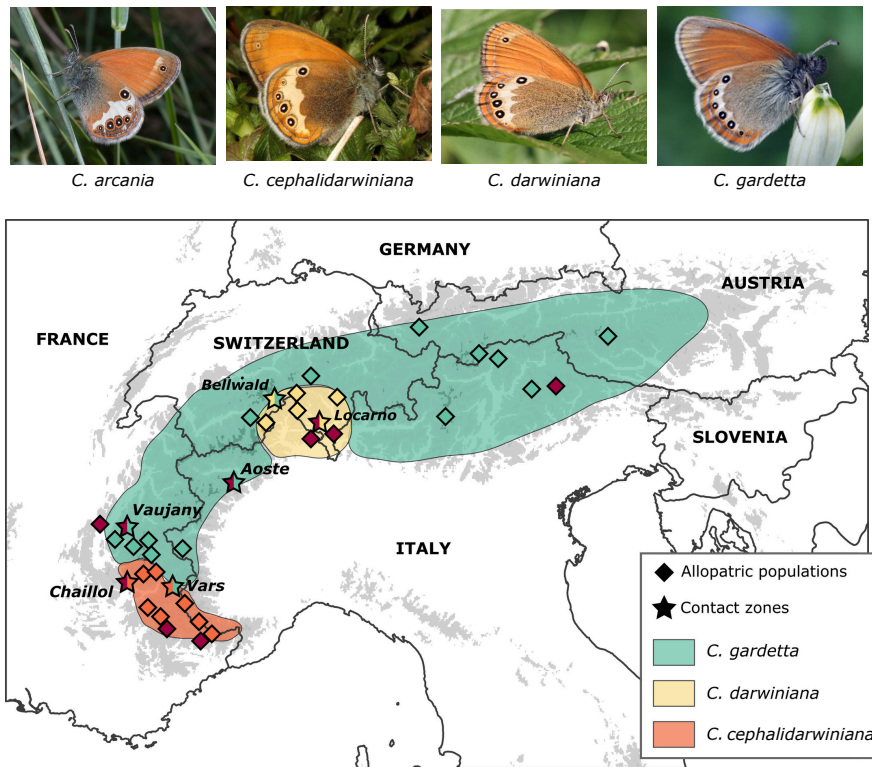 C. arcania
C. cephalidarwiniana
C. darwiniana
C. gardetta
GERMANY
AUSTRIA
FRANCE
SWITZERLAND
Bellwald
Locarno
SLOVENIA
Aoste
Vaujany
ITALY
Chaillol
Vars
Allopatric populations
Contact zones
C. gardetta
C. darwiniana
C. cephalidarwiniana